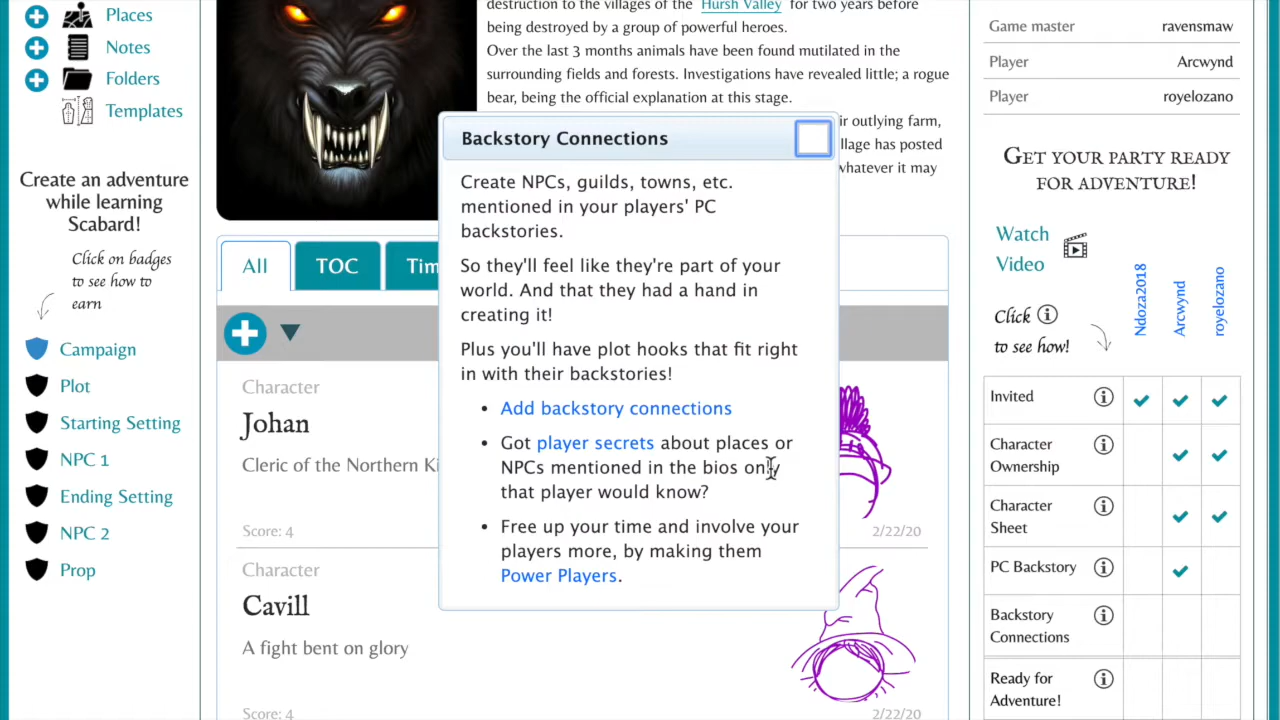 Places
Notes
Folders
Templates
Create an adventure
while learning
Scabard!
Click on badges
to see how to
earn
Campaign
Plot
Starting Setting
NPC 1
Ending Setting
NPC 2
Prop
destruction to the villages of the Hursh Valley for two years before
being destroyed by a group of powerful heroes.
Over the last 3 months animals have been found mutilated in the
surrounding fields and forests. Investigations have revealed little; a rogue
bear, being the official explanation at this stage.
ir outlying farm,
llage has posted
whatever it may
All
TOC
Tim
Character
Johan
Cleric of the Northern Ki
Score: 4
2/22/20
Character
Cavill
A fight bent on glory
Score: 4
2/22/20
Backstory Connections
Create NPCs, guilds, towns, etc.
mentioned in your players' PC
backstories.
So they'll feel like they're part of your
world. And that they had a hand in
creating it!
Plus you'll have plot hooks that fit right
in with their backstories!
• Add backstory connections
• Got player secrets about places or
NPCs mentioned in the bios only
that player would know?
• Free up your time and involve your
players more, by making them
Power Players.
Game master ravensmaw
Player Arcwynd
Player royelozano
Get your party ready
for adventure!
Watch
Video
Click
to see how!
Ndoza2018
Arcwynd
royelozano
Invited
Character
Ownership
Character
Sheet
PC Backstory
Backstory
Connections
Ready for
Adventure!